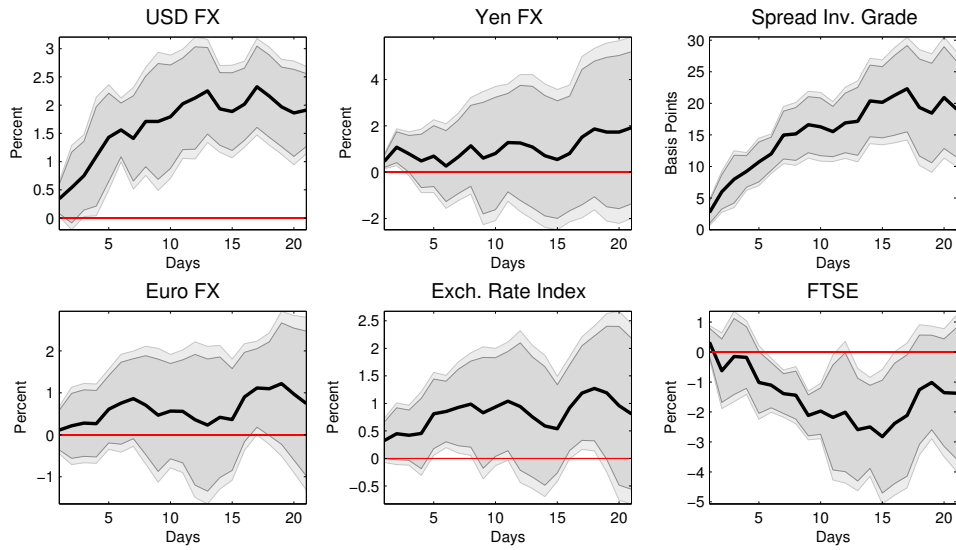 USD FX
Yen FX
Spread Inv. Grade
Percent
3
2.5
2
1.5
1
0.5
0
5 10 15 20
Days
Percent
4
2
0
−2
5 10 15 20
Days
Basis Points
30
25
20
15
10
5
0
5 10 15 20
Days
Euro FX
Exch. Rate Index
FTSE
Percent
2
1
0
−1
5 10 15 20
Days
Percent
2.5
2
1.5
1
0.5
0
−0.5
5 10 15 20
Days
Percent
1
0
−1
−2
−3
−4
−5
5 10 15 20
Days